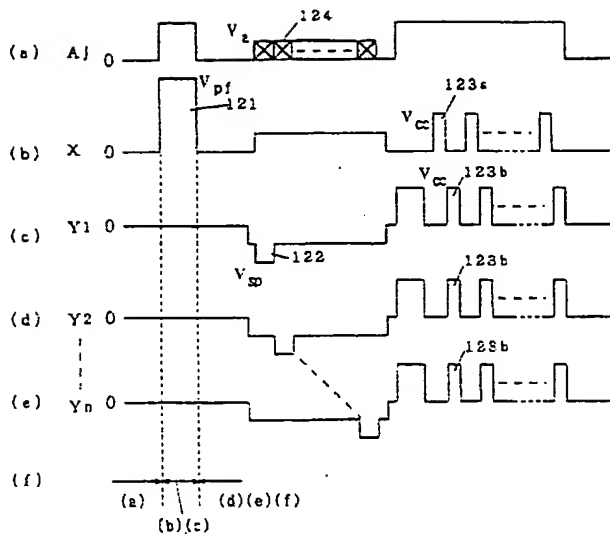 (a) Aj 0 Va 124
Vpf 121
(b) X 0 Vcc 123a
(c) Y1 0 Vsp 122 Vcc 123b
(d) Y2 0 123b
(e) Yn 0 123b
(f)
(a) (d)(e)(f)
(b)(c)